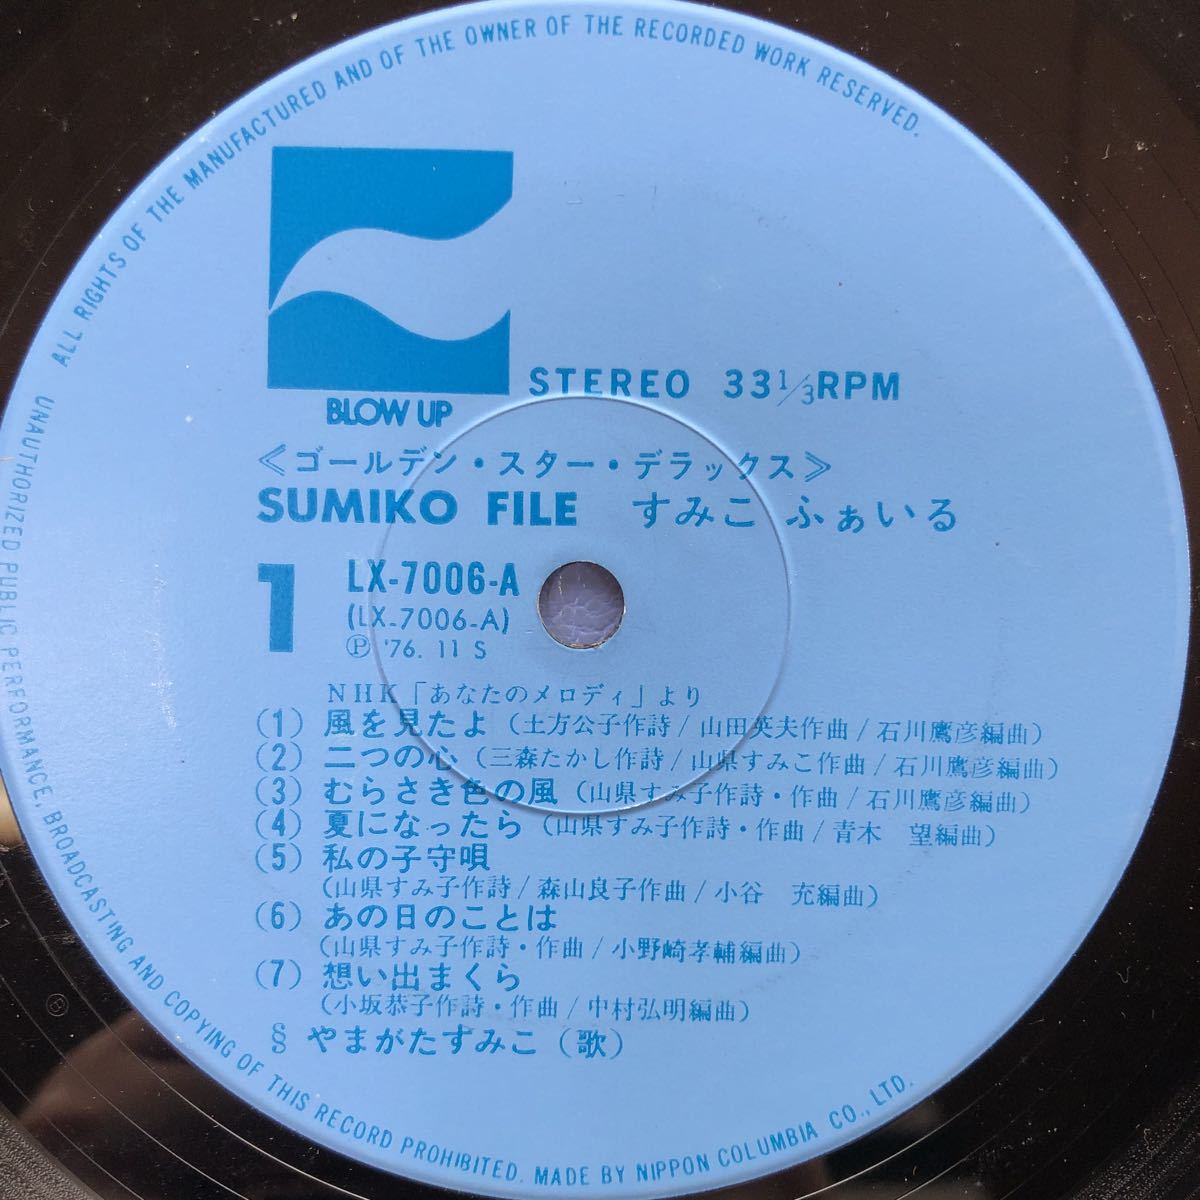 ALL RIGHTS OF THE MANUFACTURED AND OF THE OWNER OF THE RECORDED WORK RESERVED.
UNAUTHORIZED PUBLIC PERFORMANCE, BROADCASTING AND COPYING OF THIS RECORD PROHIBITED. MADE BY NIPPON COLUMBIA CO., LTD.
BLOW UP
STEREO 33 1/3 RPM
≪ゴールデン・スター・デラックス≫
SUMIKO FILE すみこ ふぁいる
1
LX-7006-A
(LX-7006-A)
Ⓟ '76. 11 S
NHK「あなたのメロディ」より
(1) 風を見たよ (土方公子作詩/山田英夫作曲/石川鷹彦編曲)
(2) 二つの心 (三森たかし作詩/山県すみこ作曲/石川鷹彦編曲)
(3) むらさき色の風 (山県すみ子作詩・作曲/石川鷹彦編曲)
(4) 夏になったら (山県すみ子作詩・作曲/青木 望編曲)
(5) 私の子守唄
(山県すみ子作詩/森山良子作曲/小谷 充編曲)
(6) あの日のことは
(山県すみ子作詩・作曲/小野崎孝輔編曲)
(7) 想い出まくら
(小坂恭子作詩・作曲/中村弘明編曲)
§ やまがたすみこ (歌)